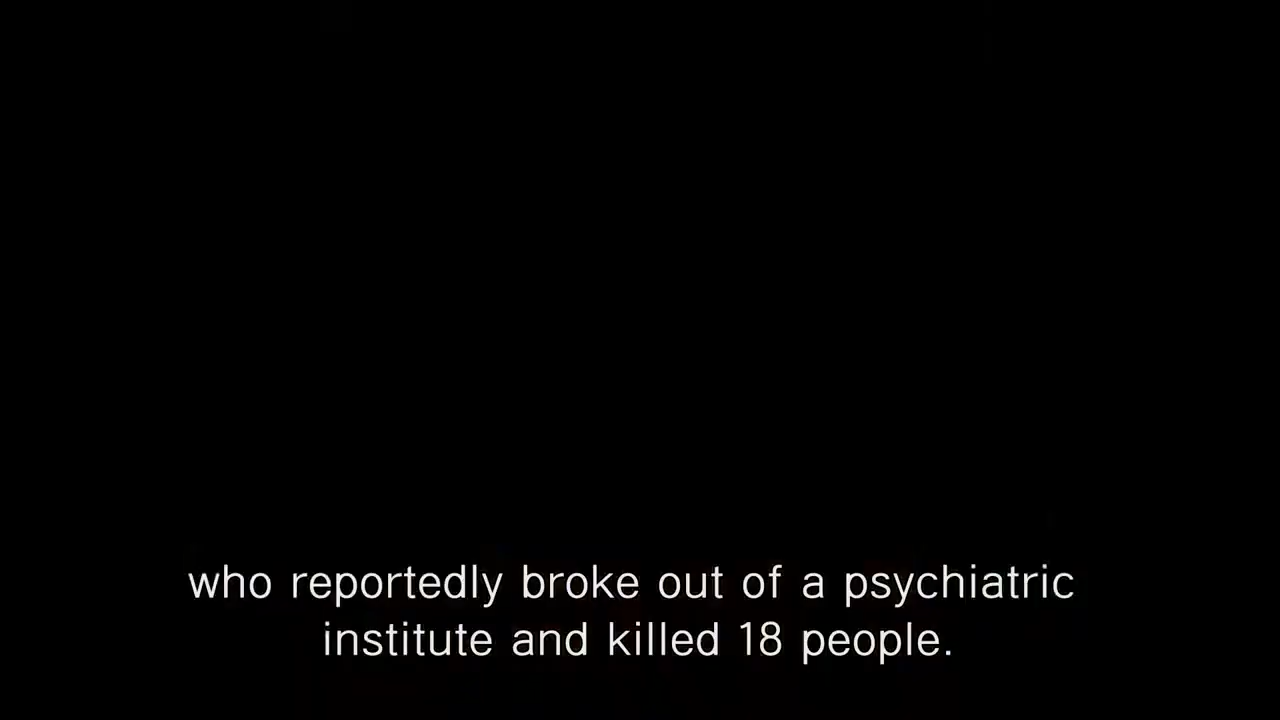 who reportedly broke out of a psychiatric
institute and killed 18 people.